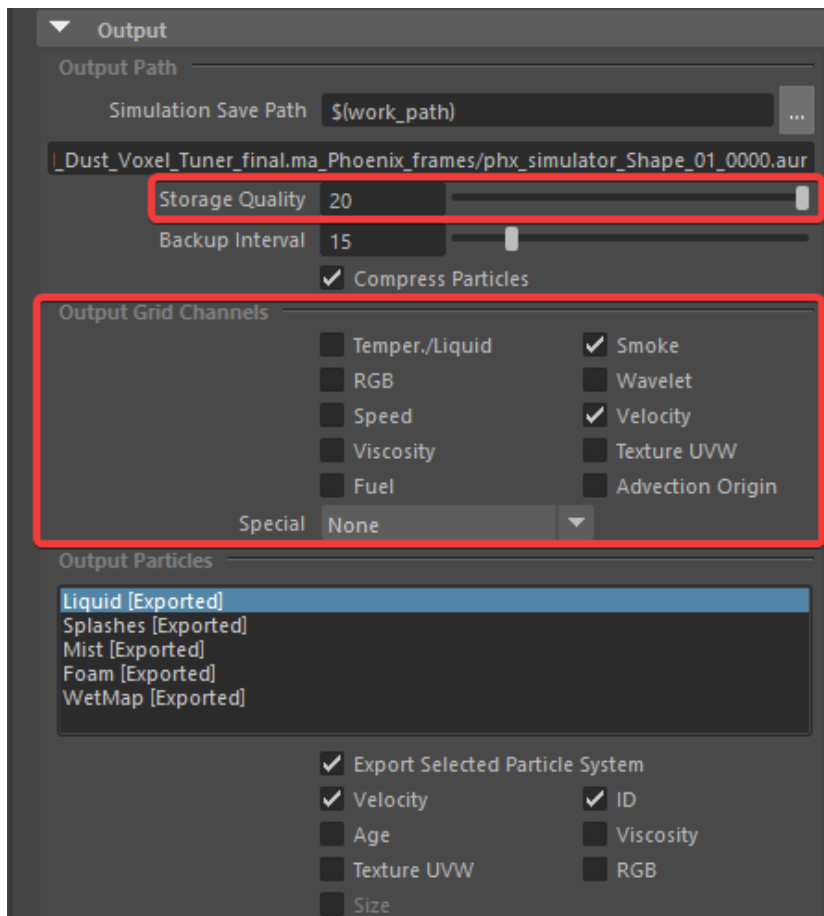 Output
Output Path
Simulation Save Path $(work_path) ...
_Dust_Voxel_Tuner_final.ma_Phoenix_frames/phx_simulator_Shape_01_0000.aur
Storage Quality 20
Backup Interval 15
Compress Particles
Output Grid Channels
Temper./Liquid Smoke
RGB Wavelet
Speed Velocity
Viscosity Texture UVW
Fuel Advection Origin
Special None
Output Particles
Liquid [Exported]
Splashes [Exported]
Mist [Exported]
Foam [Exported]
WetMap [Exported]
Export Selected Particle System
Velocity ID
Age Viscosity
Texture UVW RGB
Size